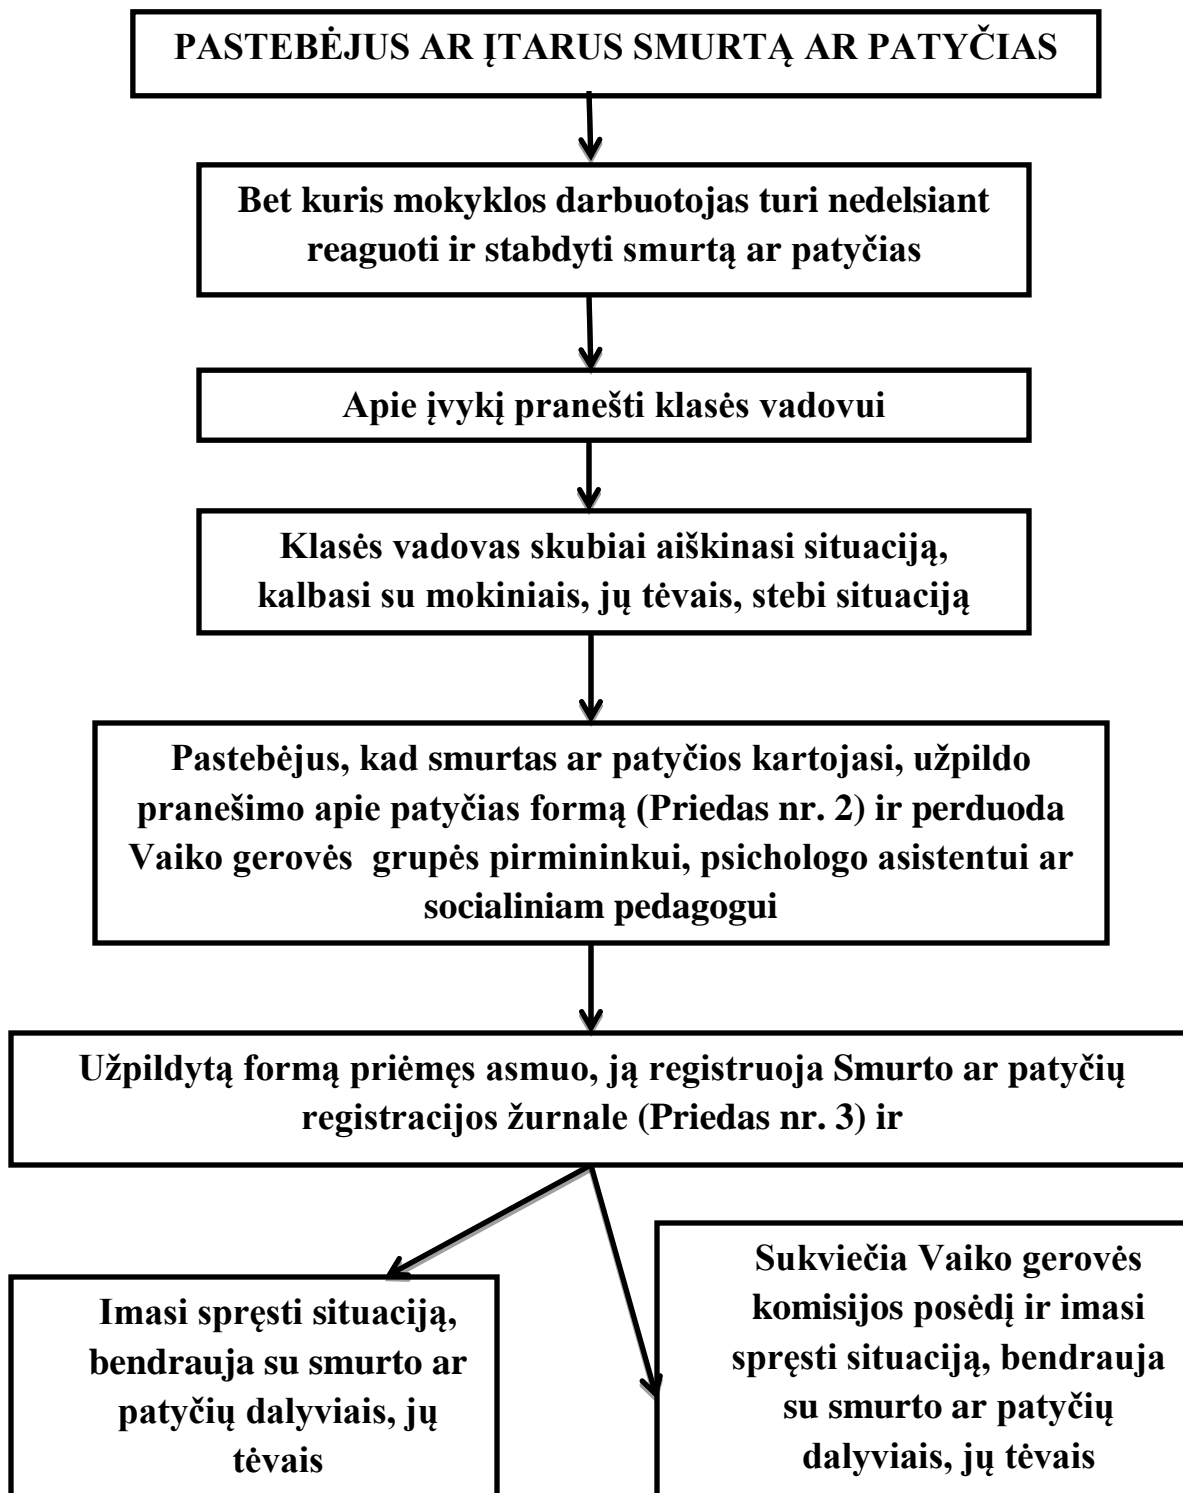 PASTEBĖJUS AR ĮTARUS SMURTĄ AR PATYČIAS
Bet kuris mokyklos darbuotojas turi nedelsiant
reaguoti ir stabdyti smurtą ar patyčias
Apie įvykį pranešti klasės vadovui
Klasės vadovas skubiai aiškinasi situaciją,
kalbasi su mokiniais, jų tėvais, stebi situaciją
Pastebėjus, kad smurtas ar patyčios kartojasi, užpildo
pranešimo apie patyčias formą (Priedas nr. 2) ir perduoda
Vaiko gerovės grupės pirmininkui, psichologo asistentui ar
socialiniam pedagogui
Užpildytą formą priėmęs asmuo, ją registruoja Smurto ar patyčių
registracijos žurnale (Priedas nr. 3) ir
Imasi spręsti situaciją,
bendrauja su smurto ar
patyčių dalyviais, jų
tėvais
Sukviečia Vaiko gerovės
komisijos posėdį ir imasi
spręsti situaciją, bendrauja
su smurto ar patyčių
dalyviais, jų tėvais